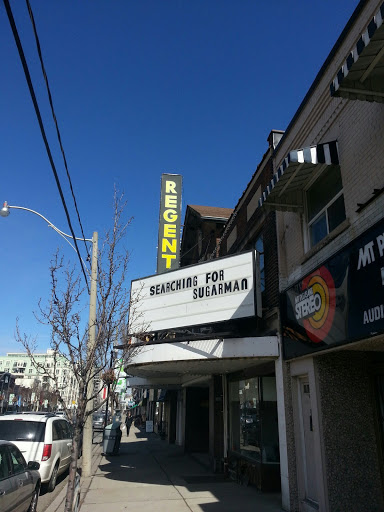 REGENT
SEARCHING FOR
SUGARMAN
MT P
STEREO
AUDI